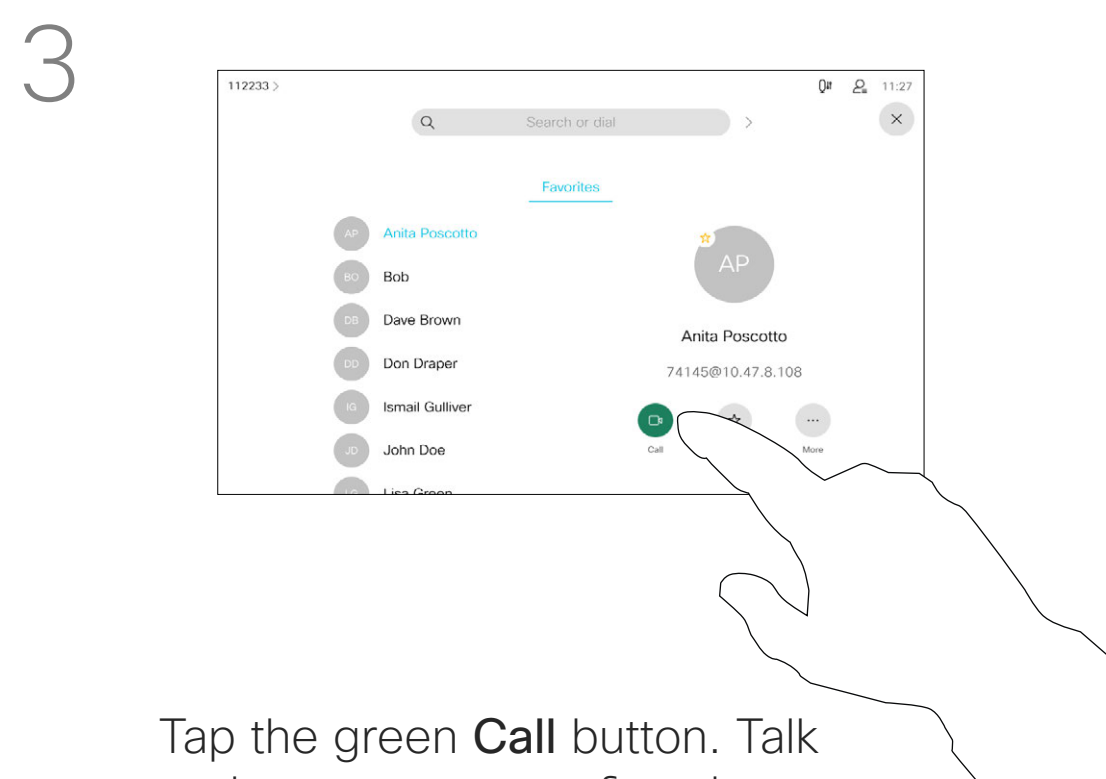 3
112233 >
11:27
Search or dial >
Favorites
AP Anita Poscotto
BO Bob
DB Dave Brown
DD Don Draper
IG Ismail Gulliver
JD John Doe
Lisa Green
AP
Anita Poscotto
74145@10.47.8.108
Call
More
Tap the green Call button. Talk